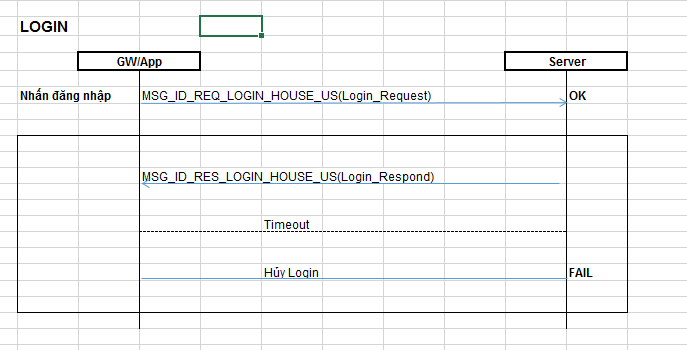 LOGIN
GW/App
Server
Nhấn đăng nhập
MSG_ID_REQ_LOGIN_HOUSE_US(Login_Request)
OK
MSG_ID_RES_LOGIN_HOUSE_US(Login_Respond)
Timeout
Hủy Login
FAIL